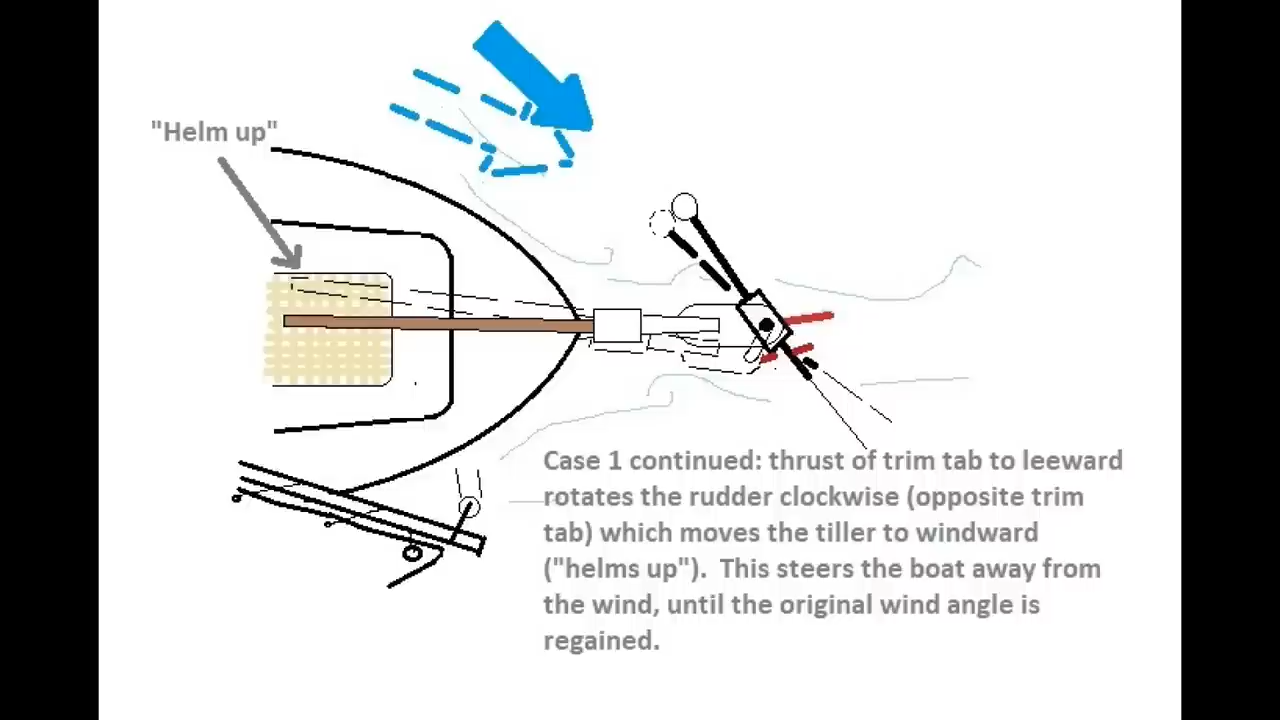 "Helm up"
Case 1 continued: thrust of trim tab to leeward
rotates the rudder clockwise (opposite trim
tab) which moves the tiller to windward
("helms up").  This steers the boat away from
the wind, until the original wind angle is
regained.